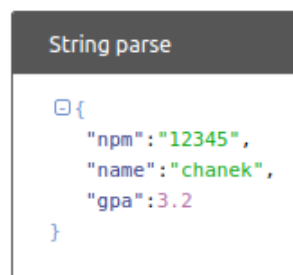 String parse
{
"npm":"12345",
"name":"chanek",
"gpa":3.2
}